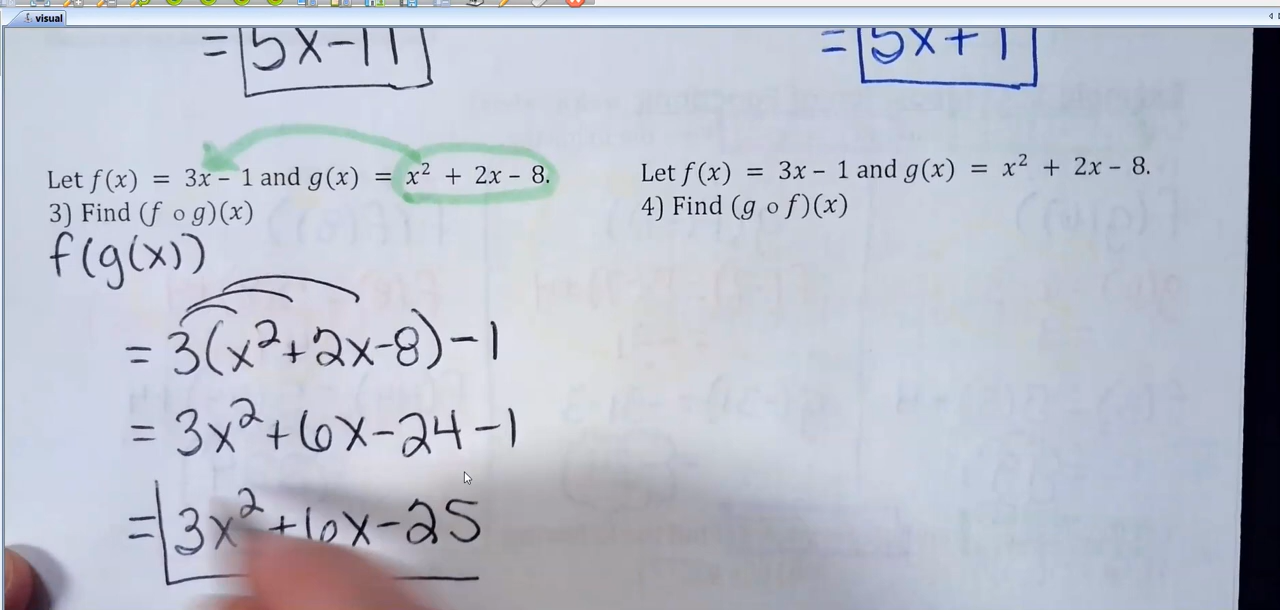 visual
= 5x-11
= 5x+1
Let f(x) = 3x – 1 and g(x) = x² + 2x – 8.
3) Find (f ∘ g)(x)
f(g(x))
= 3(x²+2x-8)-1
= 3x²+6x-24-1
= 3x²+6x-25
Let f(x) = 3x – 1 and g(x) = x² + 2x – 8.
4) Find (g ∘ f)(x)